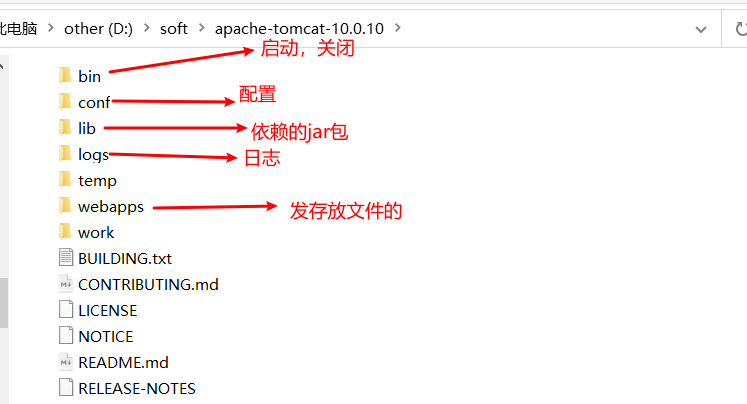 此电脑 > other (D:) > soft > apache-tomcat-10.0.10 >
bin 启动，关闭
conf 配置
lib 依赖的jar包
logs 日志
temp
webapps 发存放文件的
work
BUILDING.txt
CONTRIBUTING.md
LICENSE
NOTICE
README.md
RELEASE-NOTES